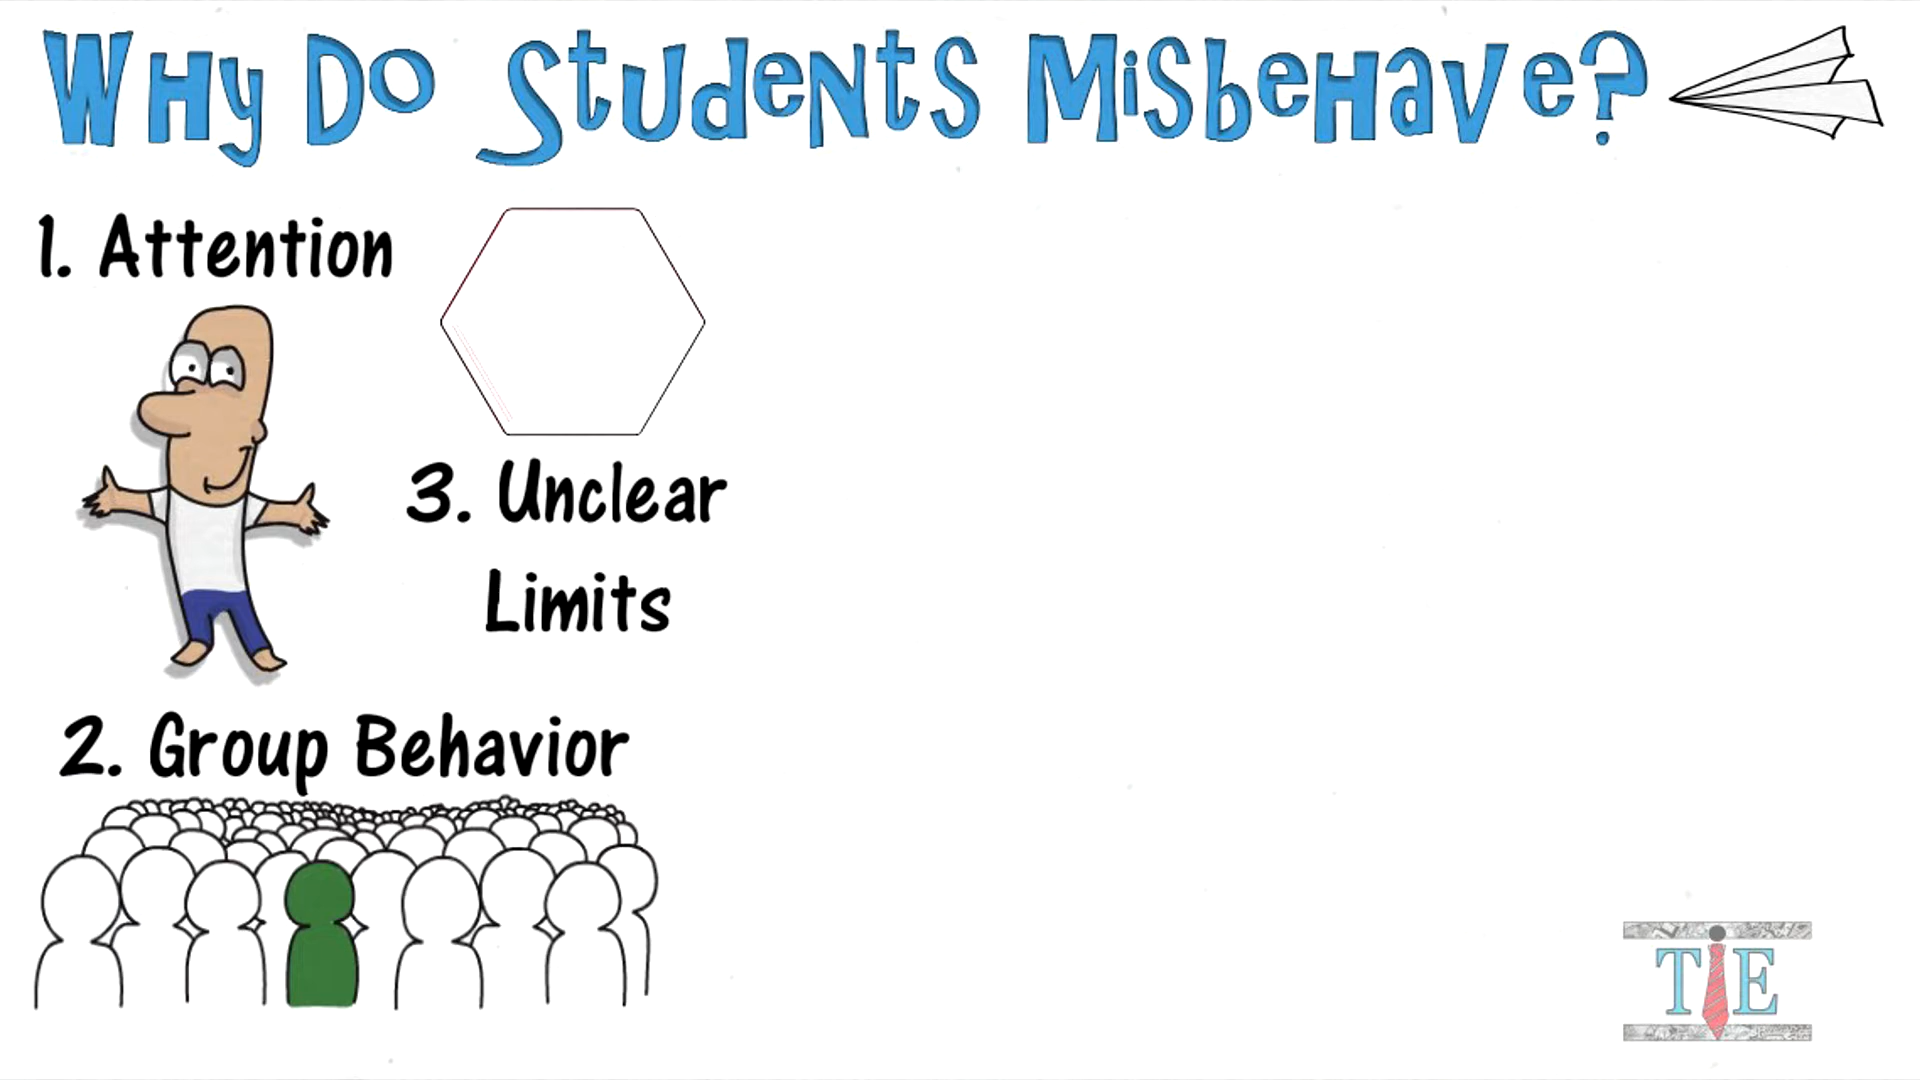 Why Do Students Misbehave?
1. Attention
3. Unclear
Limits
2. Group Behavior
TIE